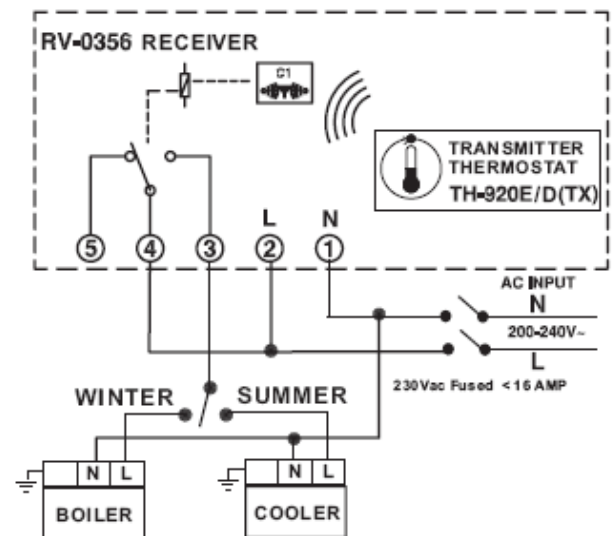 RV-0356 RECEIVER
C1
TRANSMITTER
THERMOSTAT
TH-920E/D(TX)
L N
5 4 3 2 1
AC INPUT
N
200-240V~
L
230Vac Fused <16 AMP
WINTER SUMMER
N L
BOILER
N L
COOLER